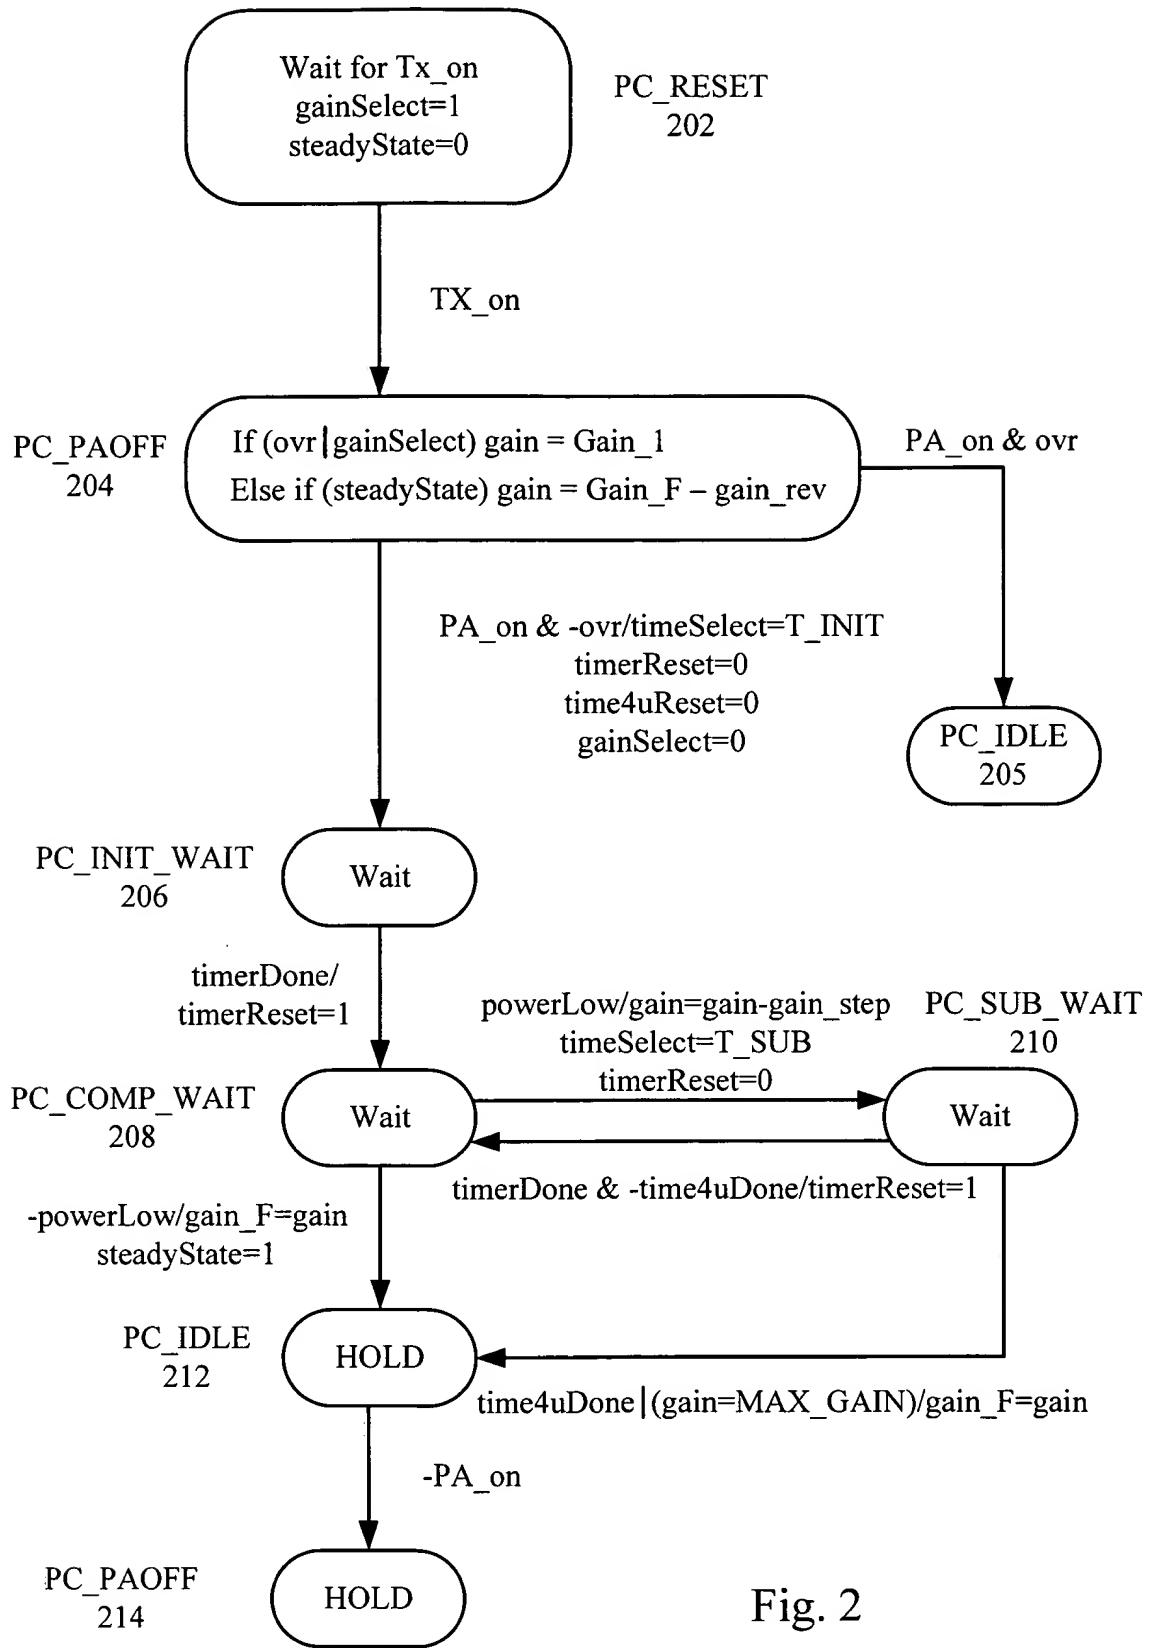 Wait for Tx_on
gainSelect=1
steadyState=0
PC_RESET
202
TX_on
PC_PAOFF
204
If (ovr|gainSelect) gain = Gain_1
Else if (steadyState) gain = Gain_F – gain_rev
PA_on & ovr
PA_on & -ovr/timeSelect=T_INIT
timerReset=0
time4uReset=0
gainSelect=0
PC_IDLE
205
PC_INIT_WAIT
206
Wait
timerDone/
timerReset=1
powerLow/gain=gain-gain_step
timeSelect=T_SUB
timerReset=0
PC_SUB_WAIT
210
PC_COMP_WAIT
208
Wait
Wait
timerDone & -time4uDone/timerReset=1
-powerLow/gain_F=gain
steadyState=1
PC_IDLE
212
HOLD
time4uDone|(gain=MAX_GAIN)/gain_F=gain
-PA_on
PC_PAOFF
214
HOLD
Fig. 2